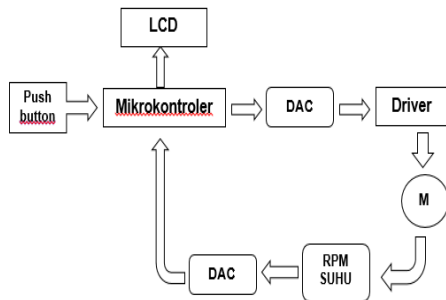 LCD
Push
button
Mikrokontroler
DAC
Driver
M
RPM
SUHU
DAC